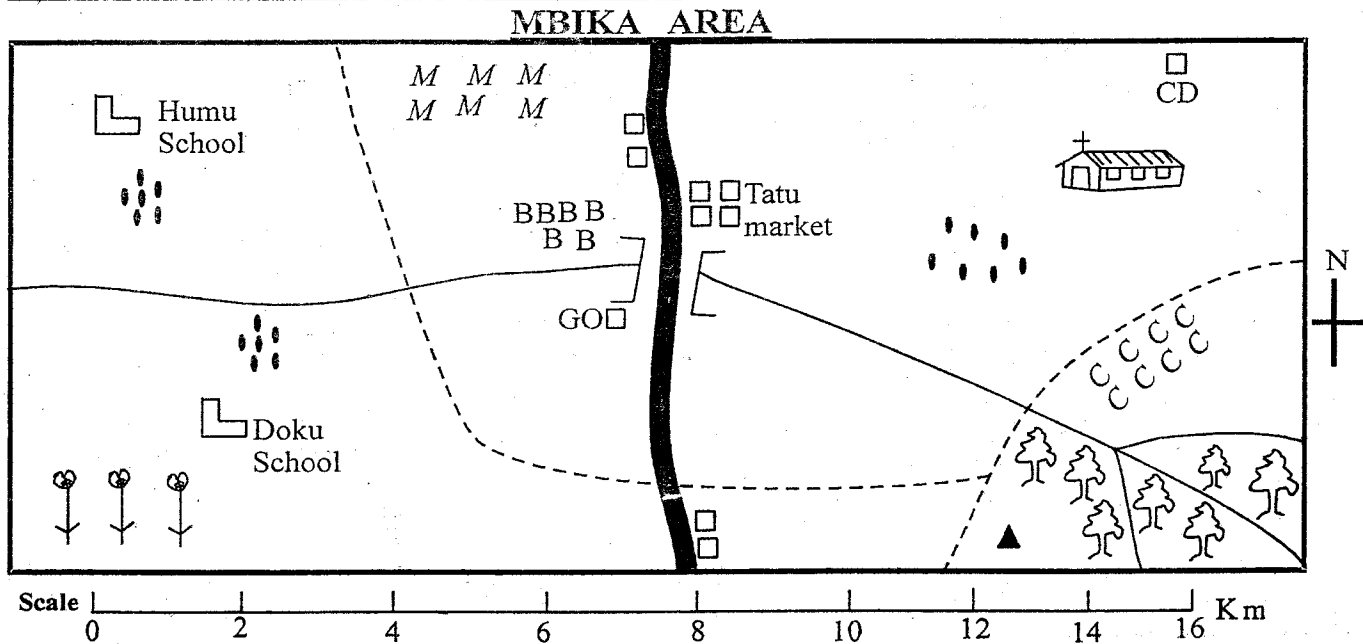 MBIKA AREA
M M M
M M M
CD
Humu
School
Tatu
market
BBB B
B B
N
GO
C C C C
C C C C
Doku
School
Scale
Km
0 2 4 6 8 10 12 14 16